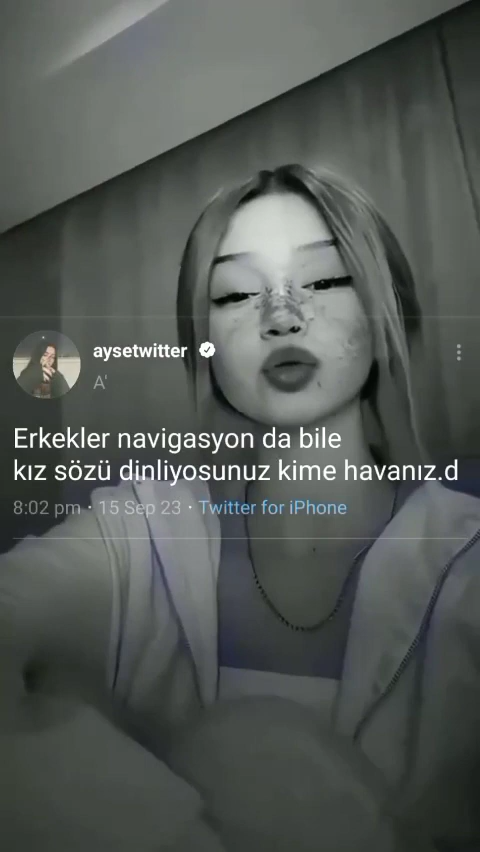 aysetwitter
A'
Erkekler navigasyon da bile
kız sözü dinliyosunuz kime havanız.d
8:02 pm · 15 Sep 23 · Twitter for iPhone